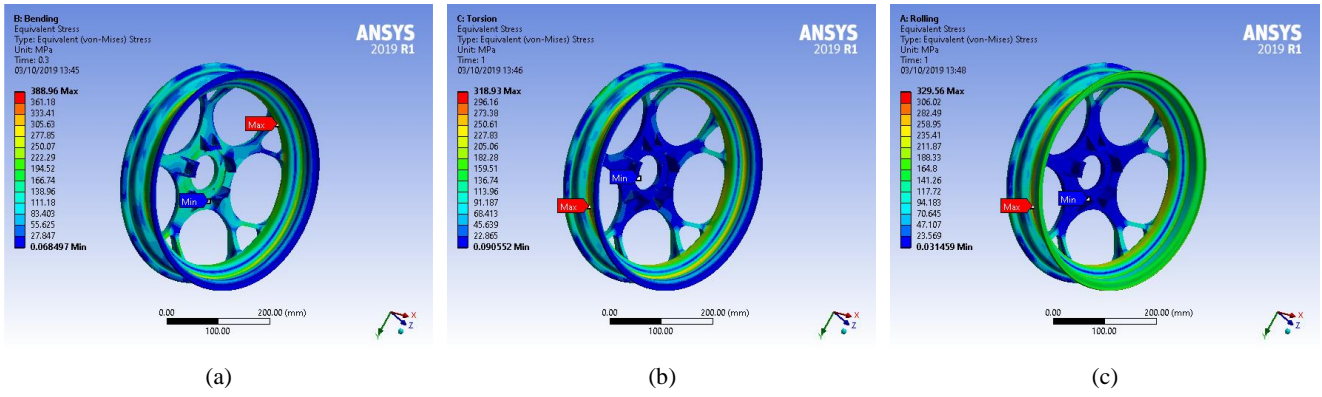 B: Bending
Equivalent Stress
Type: Equivalent (von-Mises) Stress
Unit: MPa
Time: 0.3
03/10/2019 13:45
388.96 Max
361.18
333.41
305.63
277.85
250.07
222.29
194.52
166.74
138.96
111.18
83.403
55.625
27.847
0.068497 Min
ANSYS
2019 R1
Max
Min
0.00
200.00 (mm)
100.00
X
Y
Z
(a)
C: Torsion
Equivalent Stress
Type: Equivalent (von-Mises) Stress
Unit: MPa
Time: 1
03/10/2019 13:46
318.93 Max
296.16
273.38
250.61
227.83
205.06
182.28
159.51
136.74
113.96
91.187
68.413
45.639
22.865
0.090552 Min
ANSYS
2019 R1
Min
Max
0.00
200.00 (mm)
100.00
X
Y
Z
(b)
A: Rolling
Equivalent Stress
Type: Equivalent (von-Mises) Stress
Unit: MPa
Time: 1
03/10/2019 13:48
329.56 Max
306.02
282.49
258.95
235.41
211.87
188.33
164.8
141.26
117.72
94.183
70.645
47.107
23.569
0.031459 Min
ANSYS
2019 R1
Min
Max
0.00
200.00 (mm)
100.00
X
Y
Z
(c)